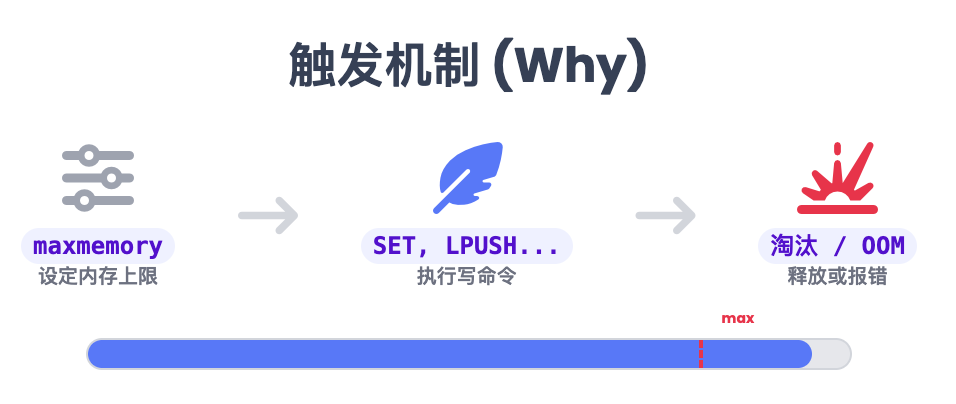 触发机制 (Why)
maxmemory
设定内存上限
SET, LPUSH...
执行写命令
淘汰 / OOM
释放或报错
max